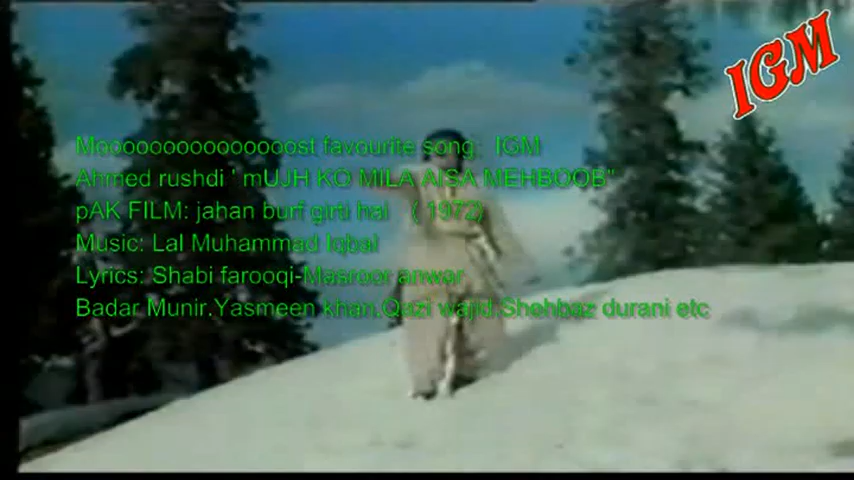 IGM
Mooooooooooooooost favourite song:  IGM
Ahmed rushdi ' mUJH KO MILA AISA MEHBOOB"
pAK FILM: jahan burf girti hai   ( 1972)
Music: Lal Muhammad Iqbal
Lyrics: Shabi farooqi-Masroor anwar
Badar Munir.Yasmeen khan.Qazi wajid.Shehbaz durani etc